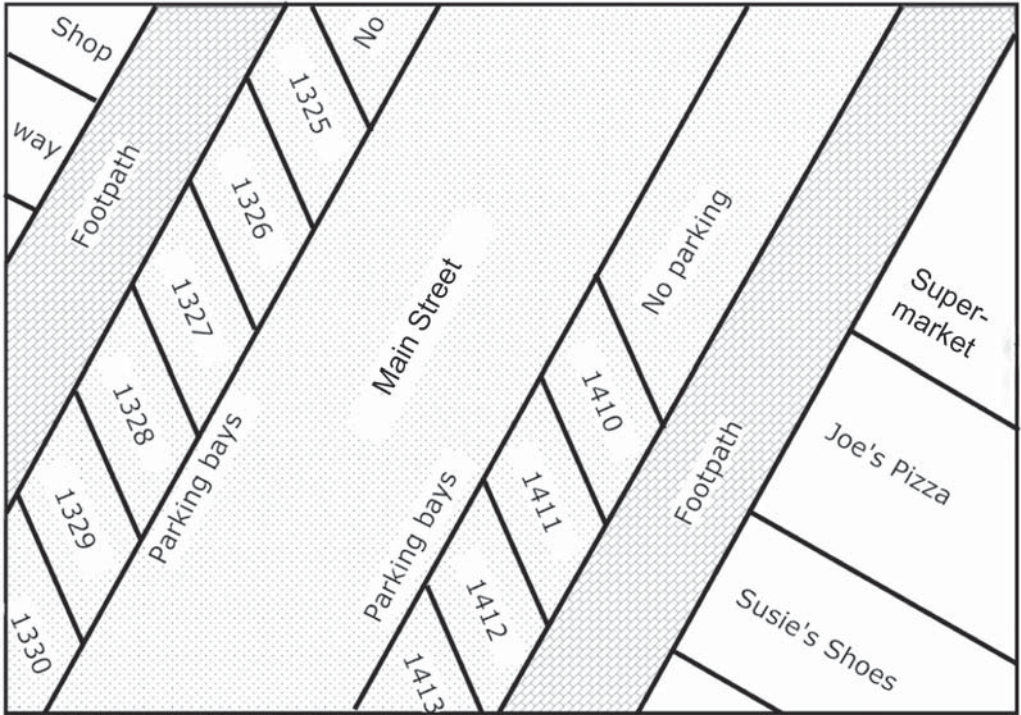 Shop
way
Footpath
No
1325
1326
1327
1328
1329
1330
Parking bays
Main Street
Parking bays
No parking
1410
1411
1412
1413
Footpath
Super-
market
Joe's Pizza
Susie's Shoes